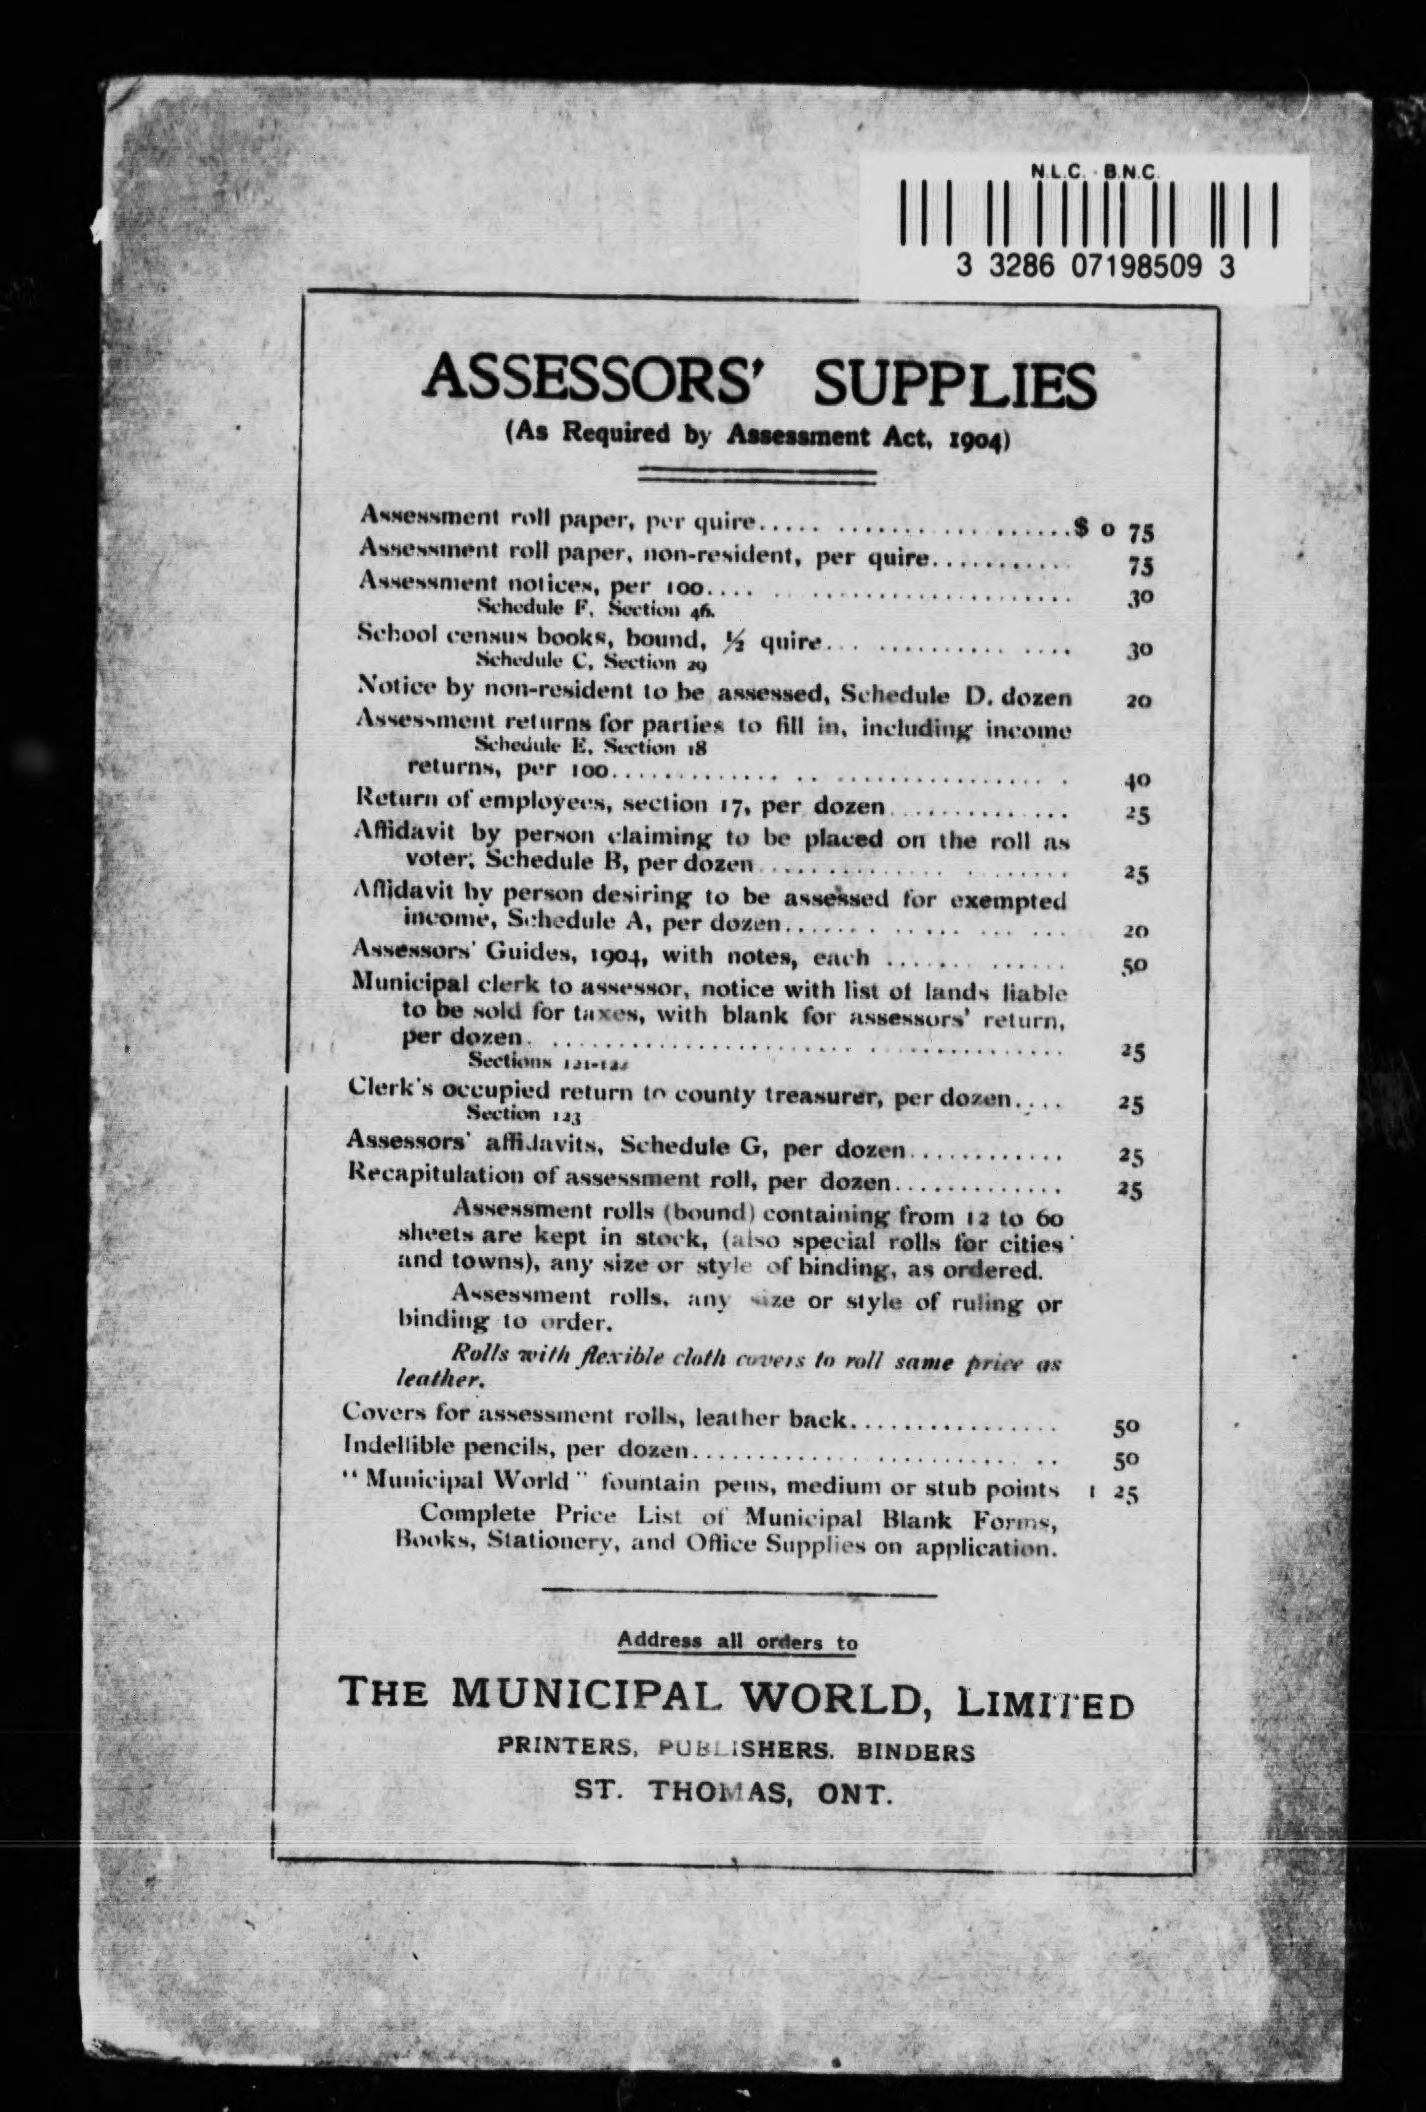 N.L.C. - B.N.C.
3 3286 07198509 3
ASSESSORS' SUPPLIES
(As Required by Assessment Act, 1904)
Assessment roll paper, per quire..... .......................$ 0 75
Assessment roll paper, non-resident, per quire........... 75
Assessment notices, per 100.... ....................... 30
Schedule F, Section 46.
School census books, bound, ½ quire... ............ .... 30
Schedule C, Section 29
Notice by non-resident to be assessed, Schedule D. dozen 20
Assessment returns for parties to fill in, including income
Schedule E, Section 18
returns, per 100.............. .. ................... 40
Return of employees, section 17, per dozen.............. 25
Affidavit by person claiming to be placed on the roll as
voter, Schedule B, per dozen.............. ........ 25
Affidavit by person desiring to be assessed for exempted
income, Schedule A, per dozen....... ...... ... ... 20
Assessors' Guides, 1904, with notes, each ....... ...... 50
Municipal clerk to assessor, notice with list of lands liable
to be sold for taxes, with blank for assessors' return,
per dozen. ........................ ............... 25
Sections 121-122
Clerk's occupied return to county treasurer, per dozen.... 25
Section 123
Assessors' affidavits, Schedule G, per dozen............ 25
Recapitulation of assessment roll, per dozen............. 25
Assessment rolls (bound) containing from 12 to 60
sheets are kept in stock, (also special rolls for cities
and towns), any size or style of binding, as ordered.
Assessment rolls, any size or style of ruling or
binding to order.
Rolls with flexible cloth covers to roll same price as
leather.
Covers for assessment rolls, leather back................ 50
Indellible pencils, per dozen......................... .. 50
"Municipal World" fountain pens, medium or stub points 1 25
Complete Price List of Municipal Blank Forms,
Books, Stationery, and Office Supplies on application.
Address all orders to
THE MUNICIPAL WORLD, LIMITED
PRINTERS, PUBLISHERS. BINDERS
ST. THOMAS, ONT.